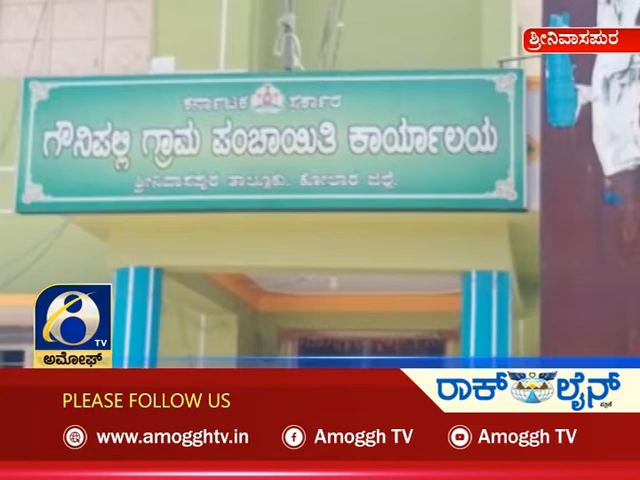 ಶ್ರೀನಿವಾಸಪುರ
ಕರ್ನಾಟಕ ಸರ್ಕಾರ
ಗೌನಿಪಲ್ಲಿ ಗ್ರಾಮ ಪಂಚಾಯಿತಿ ಕಾರ್ಯಾಲಯ
ಶ್ರೀನಿವಾಸಪುರ ತಾಲ್ಲೂಕು, ಕೋಲಾರ ಜಿಲ್ಲೆ.
TV
ಅಮೋಘ್
ರಾಕ್ ಲೈನ್
PLEASE FOLLOW US
www.amogghtv.in Amoggh TV Amoggh TV